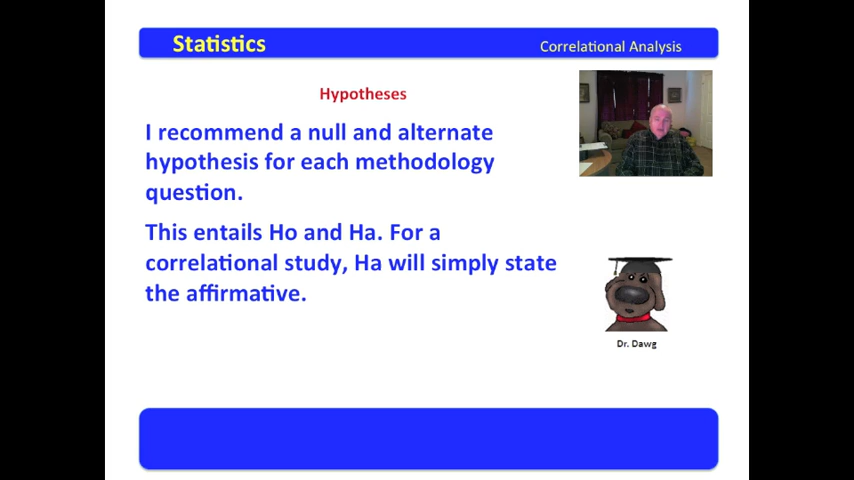 Statistics
Correlational Analysis
Hypotheses
I recommend a null and alternate
hypothesis for each methodology
question.
This entails Ho and Ha. For a
correlational study, Ha will simply state
the affirmative.
Dr. Dawg